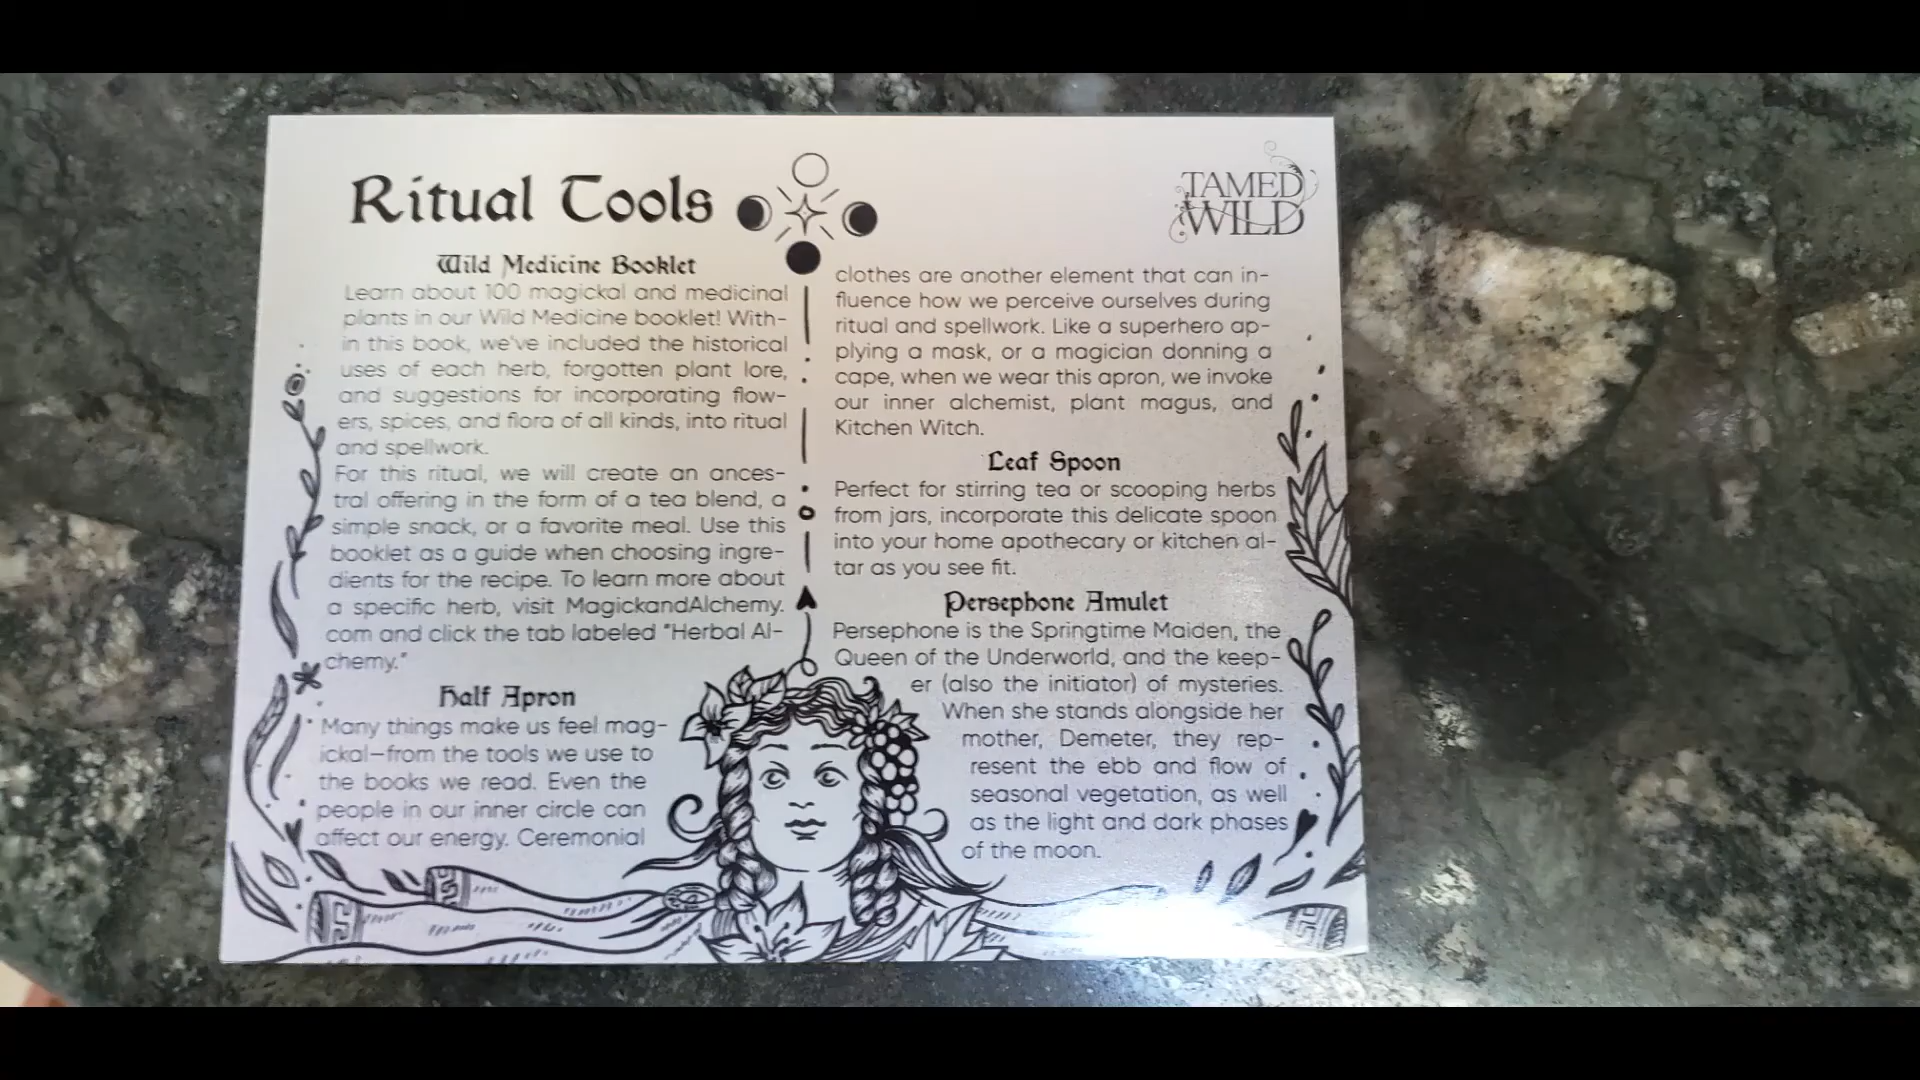 Ritual Tools
TAMED
WILD
Wild Medicine Booklet
Learn about 100 magickal and medicinal
plants in our Wild Medicine booklet! With-
in this book, we've included the historical
uses of each herb, forgotten plant lore,
and suggestions for incorporating flow-
ers, spices, and flora of all kinds, into ritual
and spellwork.
For this ritual, we will create an ances-
tral offering in the form of a tea blend, a
simple snack, or a favorite meal. Use this
booklet as a guide when choosing ingre-
dients for the recipe. To learn more about
a specific herb, visit MagickandAlchemy.
com and click the tab labeled "Herbal Al-
chemy."
Half Apron
Many things make us feel mag-
ickal—from the tools we use to
the books we read. Even the
people in our inner circle can
affect our energy. Ceremonial
clothes are another element that can in-
fluence how we perceive ourselves during
ritual and spellwork. Like a superhero ap-
plying a mask, or a magician donning a
cape, when we wear this apron, we invoke
our inner alchemist, plant magus, and
Kitchen Witch.
Leaf Spoon
Perfect for stirring tea or scooping herbs
from jars, incorporate this delicate spoon
into your home apothecary or kitchen al-
tar as you see fit.
Persephone Amulet
Persephone is the Springtime Maiden, the
Queen of the Underworld, and the keep-
er (also the initiator) of mysteries.
When she stands alongside her
mother, Demeter, they rep-
resent the ebb and flow of
seasonal vegetation, as well
as the light and dark phases
of the moon.